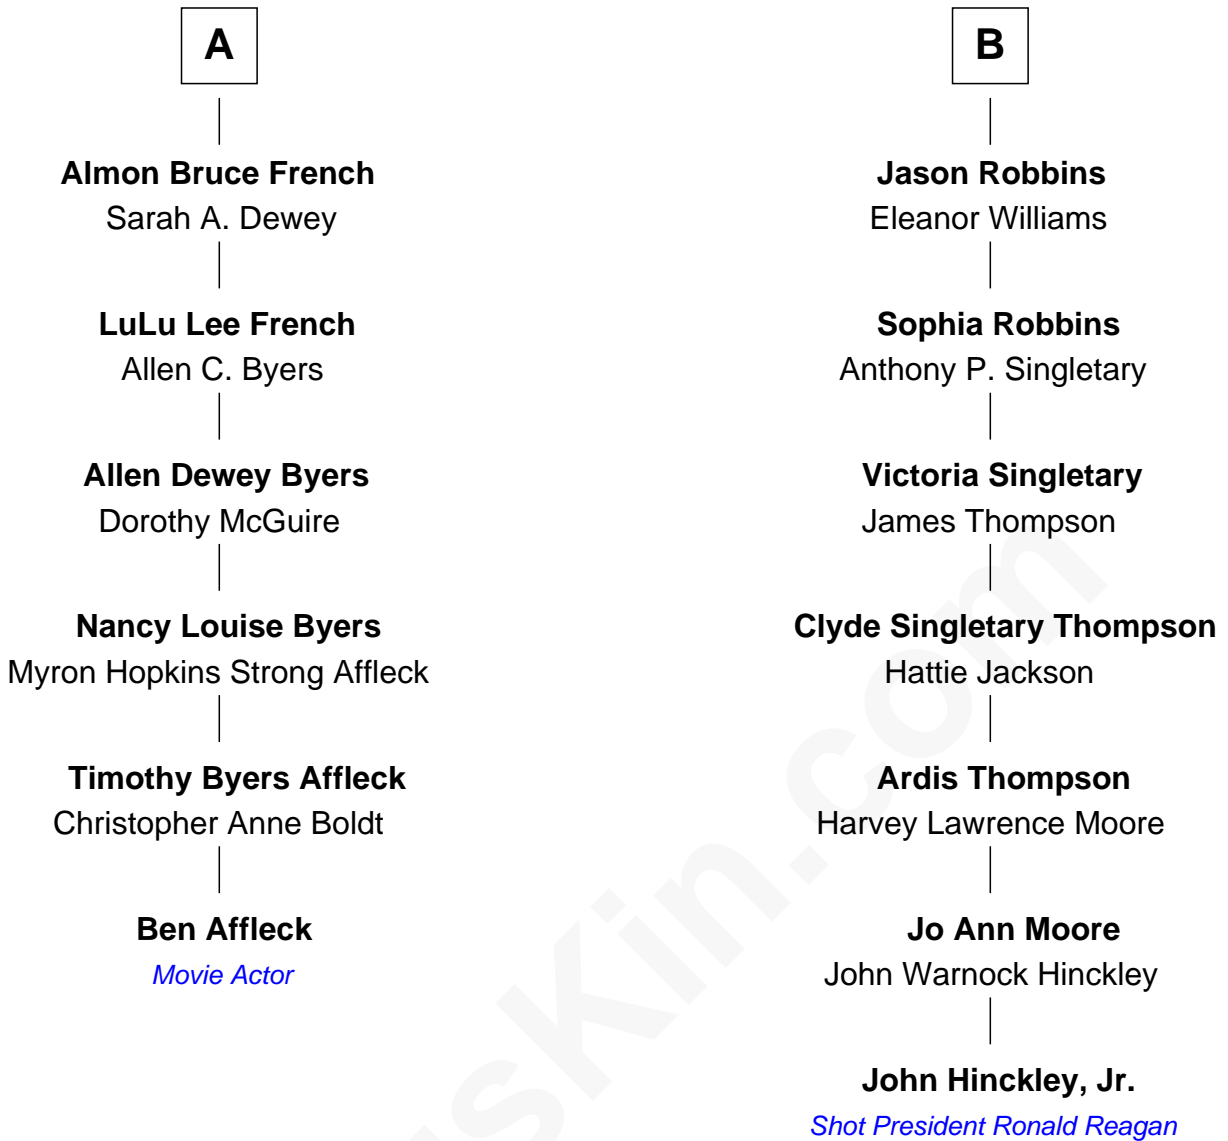 A
Almon Bruce French
Sarah A. Dewey
LuLu Lee French
Allen C. Byers
Allen Dewey Byers
Dorothy McGuire
Nancy Louise Byers
Myron Hopkins Strong Affleck
Timothy Byers Affleck
Christopher Anne Boldt
Ben Affleck
Movie Actor
B
Jason Robbins
Eleanor Williams
Sophia Robbins
Anthony P. Singletary
Victoria Singletary
James Thompson
Clyde Singletary Thompson
Hattie Jackson
Ardis Thompson
Harvey Lawrence Moore
Jo Ann Moore
John Warnock Hinckley
John Hinckley, Jr.
Shot President Ronald Reagan